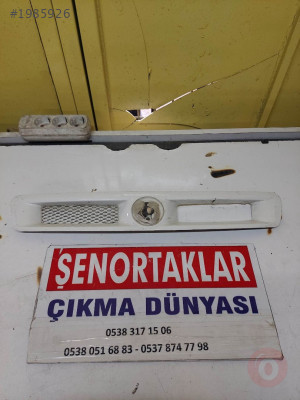 #1985926
ŞENORTAKLAR
ÇIKMA DÜNYASI
0538 317 15 06
0538 051 68 83 - 0537 874 77 98